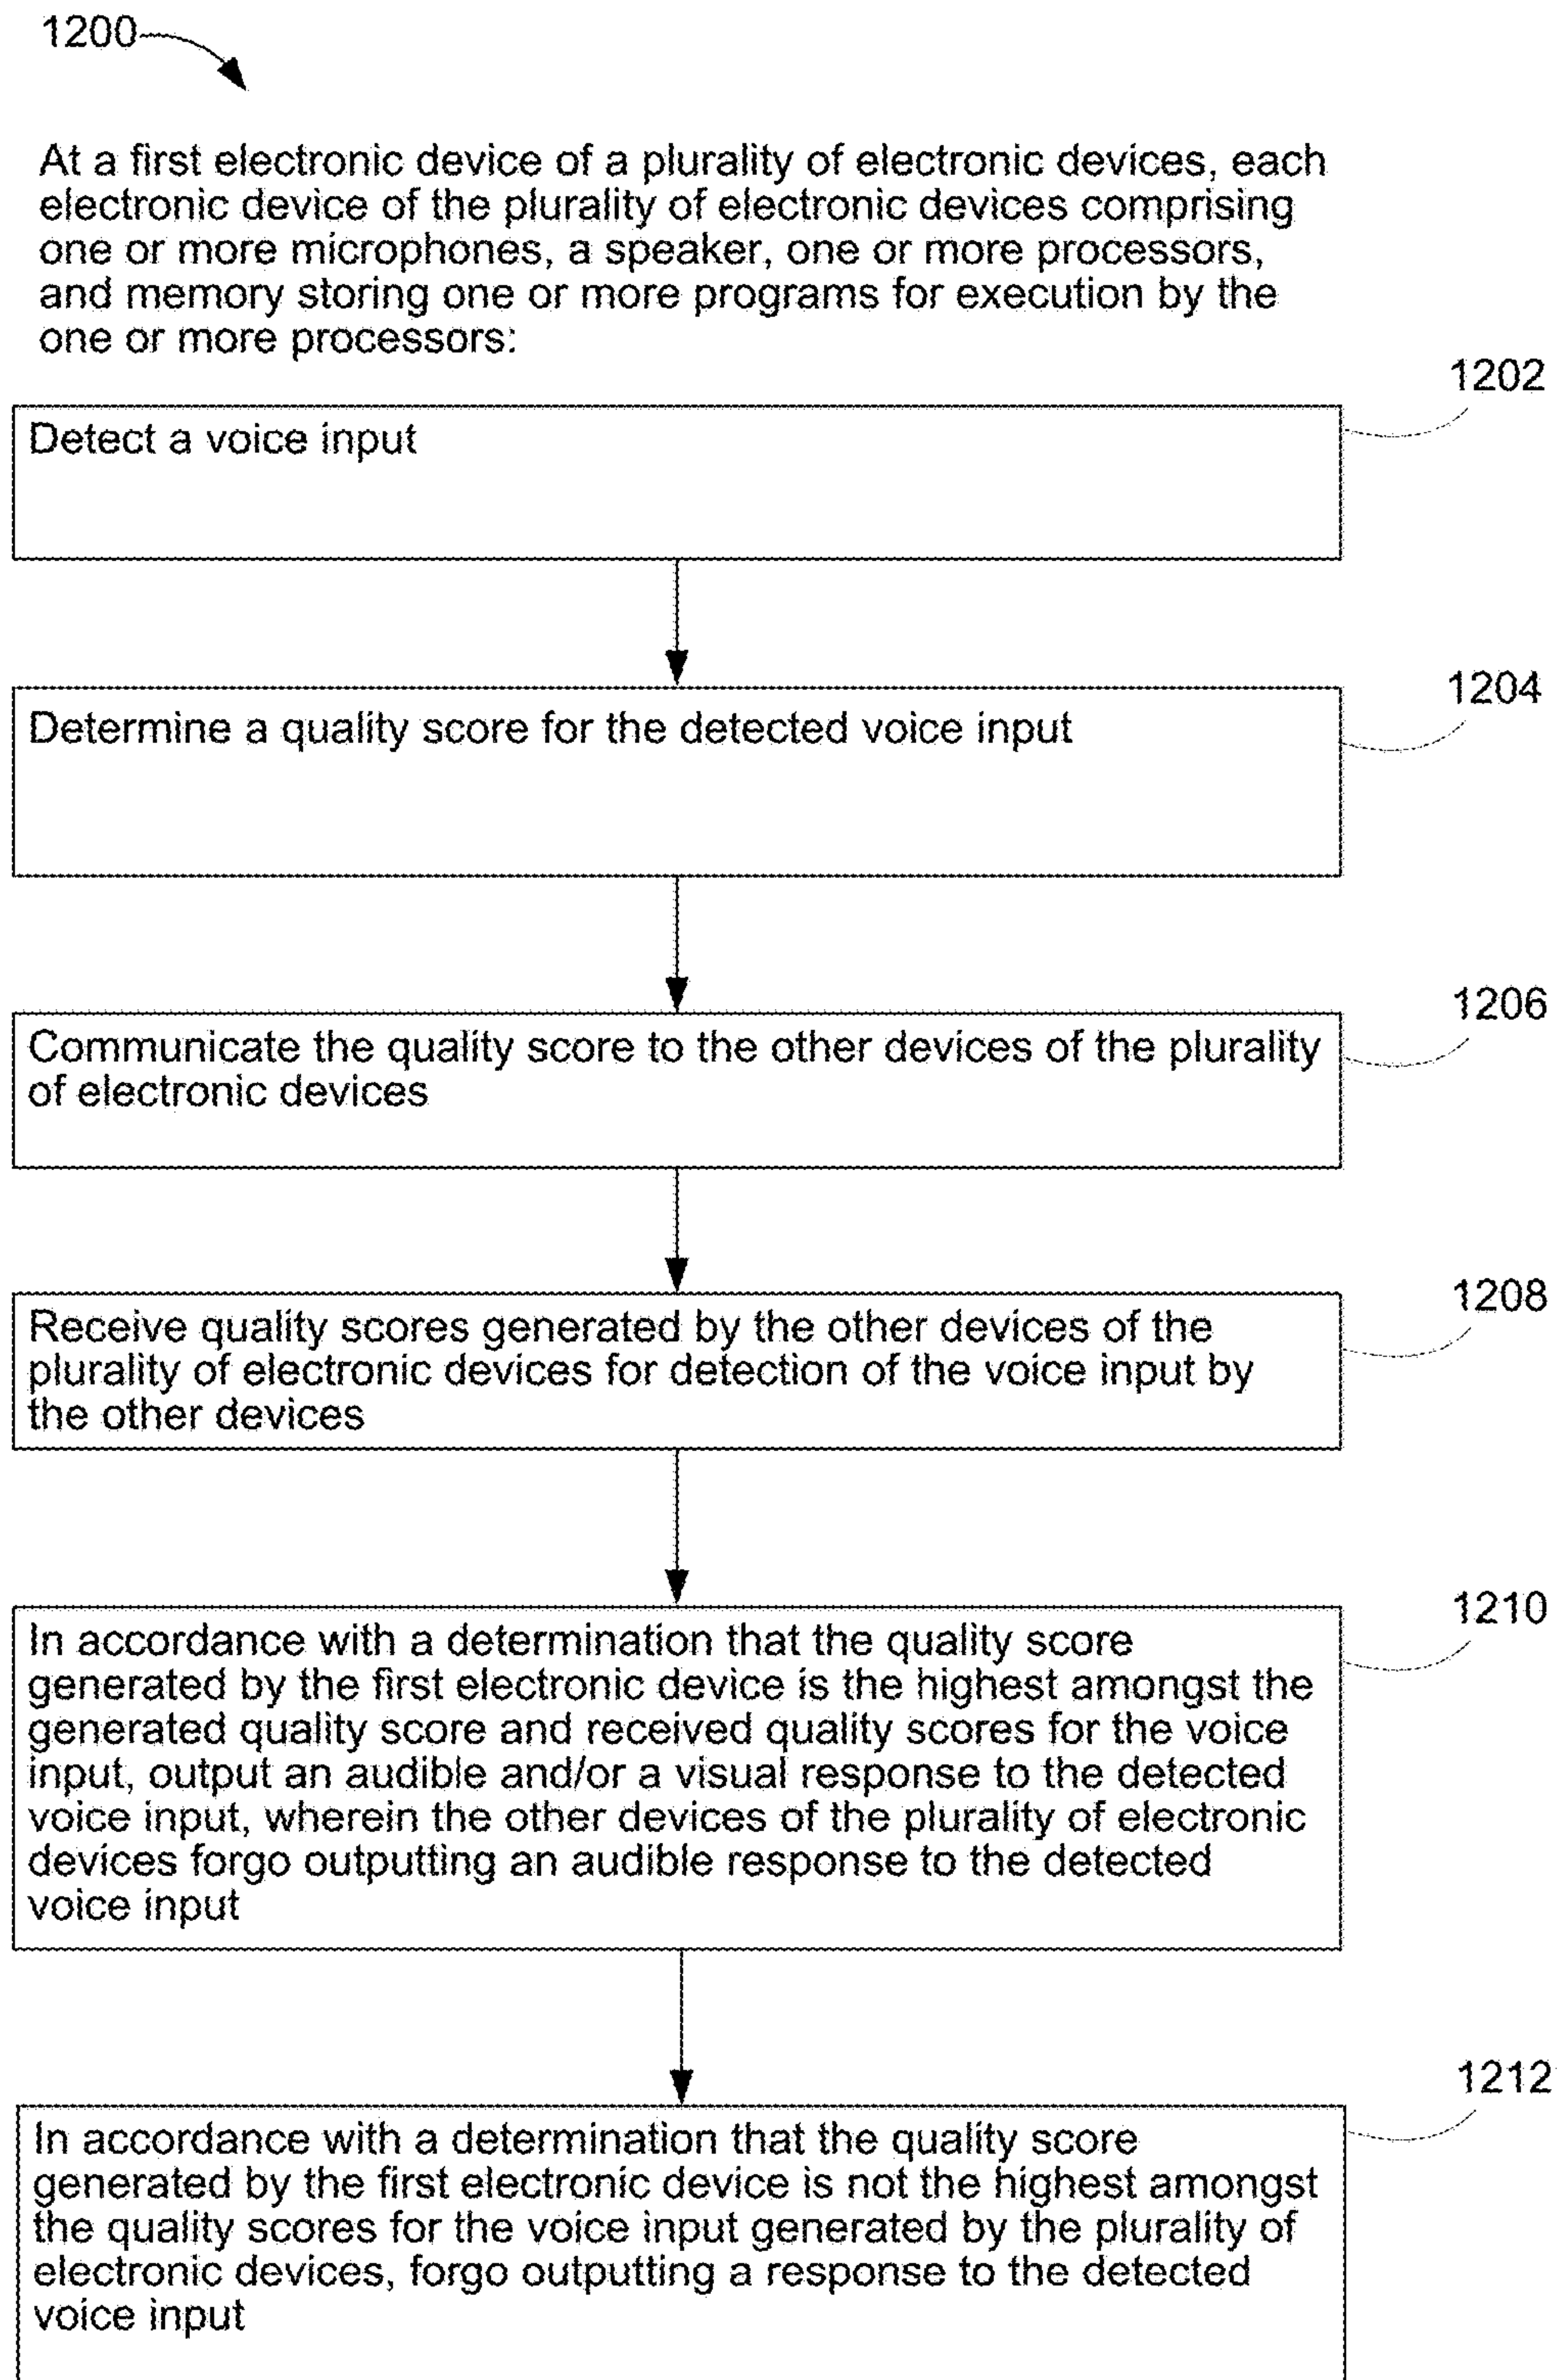 1200
At a first electronic device of a plurality of electronic devices, each
electronic device of the plurality of electronic devices comprising
one or more microphones, a speaker, one or more processors,
and memory storing one or more programs for execution by the
one or more processors:
1202
Detect a voice input
1204
Determine a quality score for the detected voice input
1206
Communicate the quality score to the other devices of the plurality
of electronic devices
1208
Receive quality scores generated by the other devices of the
plurality of electronic devices for detection of the voice input by
the other devices
1210
In accordance with a determination that the quality score
generated by the first electronic device is the highest amongst the
generated quality score and received quality scores for the voice
input, output an audible and/or a visual response to the detected
voice input, wherein the other devices of the plurality of electronic
devices forgo outputting an audible response to the detected
voice input
1212
In accordance with a determination that the quality score
generated by the first electronic device is not the highest amongst
the quality scores for the voice input generated by the plurality of
electronic devices, forgo outputting a response to the detected
voice input